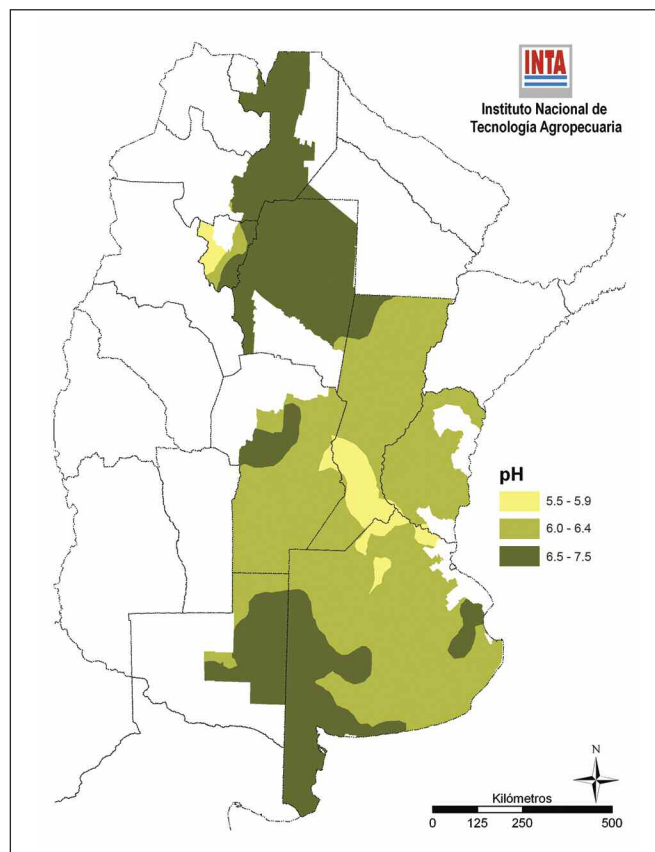 INTA
Instituto Nacional de
Tecnología Agropecuaria
pH
5.5 - 5.9
6.0 - 6.4
6.5 - 7.5
N
Kilómetros
0 125 250 500